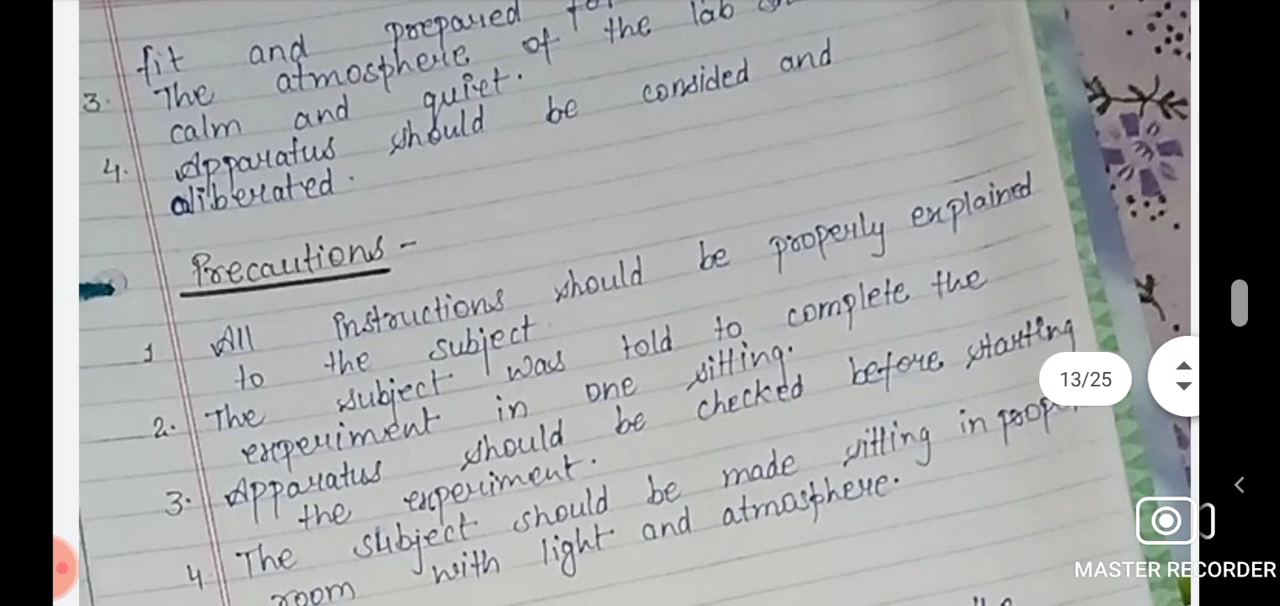 fit and prepared
3. The atmosphere of the lab
calm and quiet.
4. Apparatus should be consided and
aliberated.
Precautions -
1 All instructions should be properly explained
to the subject.
2. The subject was told to complete the
experiment in one sitting.
3. Apparatus should be checked before starting
the experiment.
4. The subject should be made sitting in
room with light and atmasphere.
13/25
MASTER RECORDER